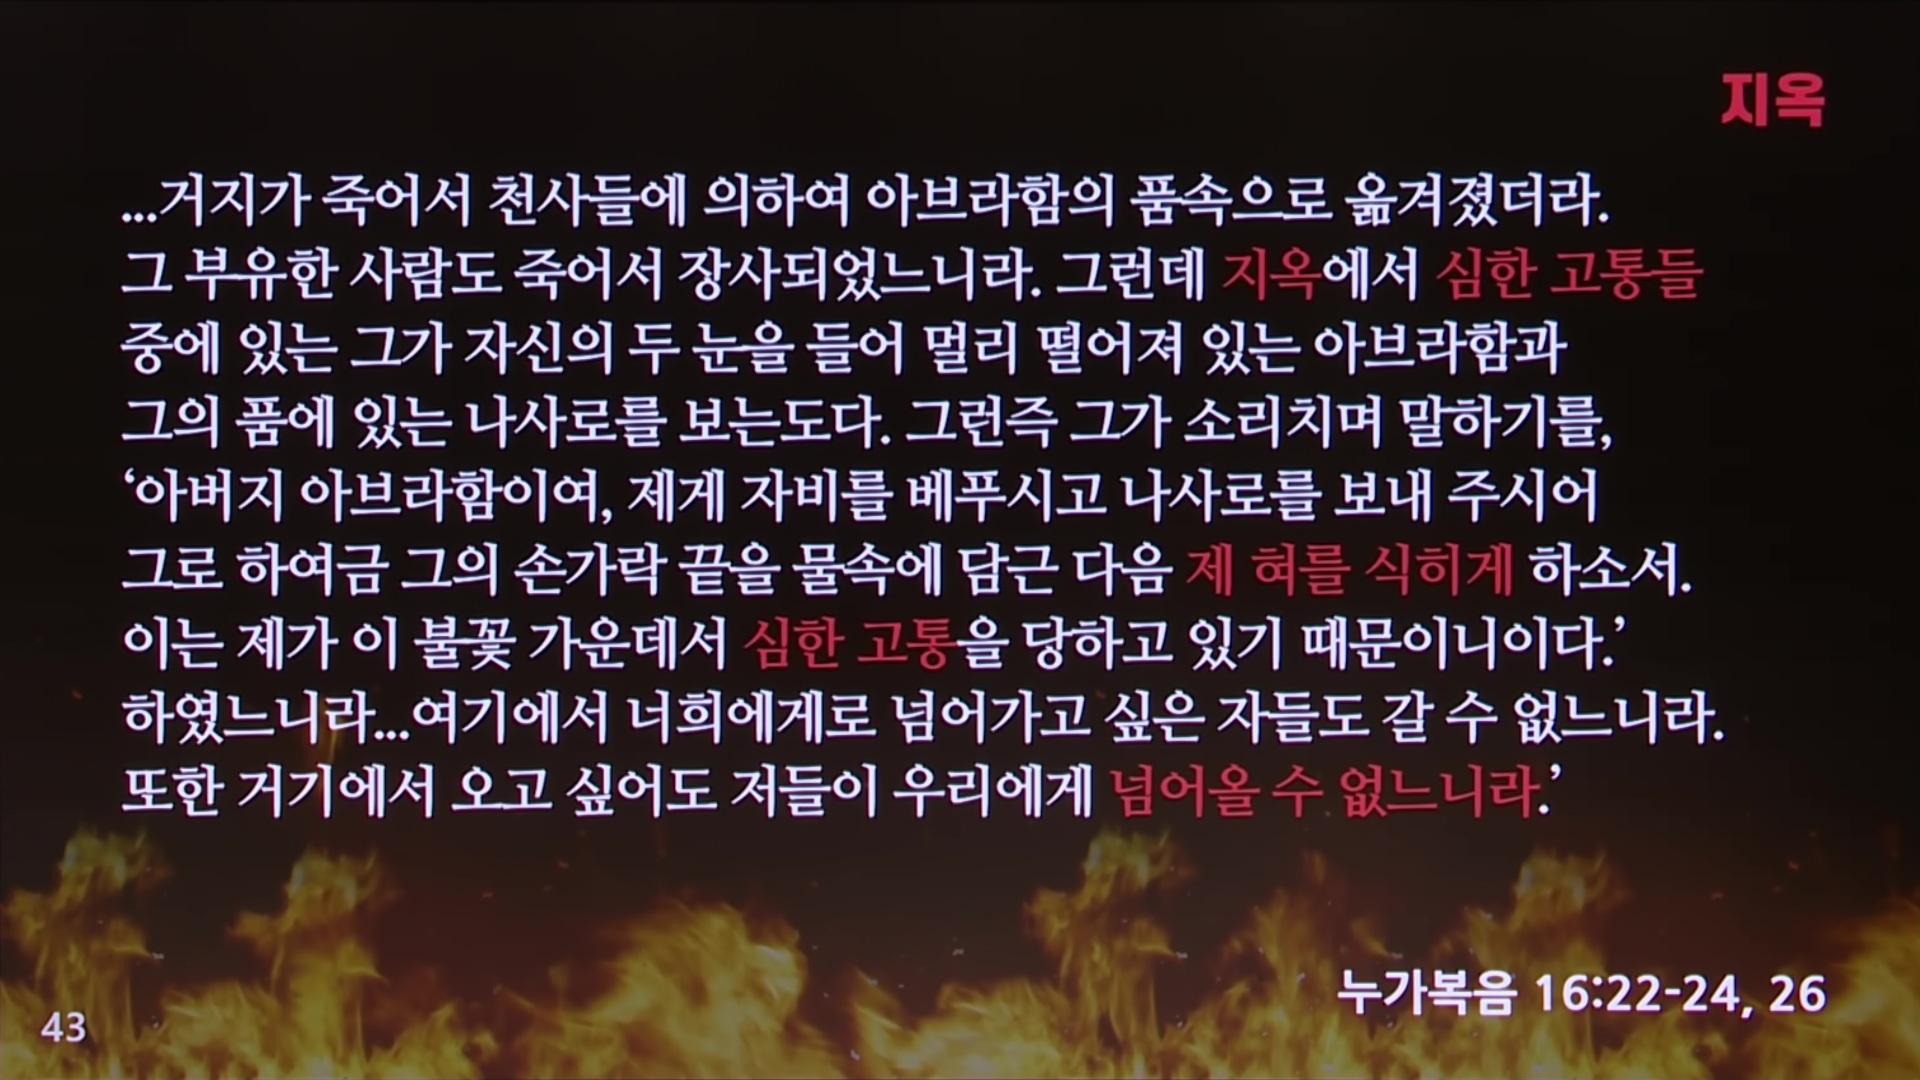 지옥
...거지가 죽어서 천사들에 의하여 아브라함의 품속으로 옮겨졌더라.
그 부유한 사람도 죽어서 장사되었느니라. 그런데 지옥에서 심한 고통들
중에 있는 그가 자신의 두 눈을 들어 멀리 떨어져 있는 아브라함과
그의 품에 있는 나사로를 보는도다. 그런즉 그가 소리치며 말하기를,
‘아버지 아브라함이여, 제게 자비를 베푸시고 나사로를 보내 주시어
그로 하여금 그의 손가락 끝을 물속에 담근 다음 제 혀를 식히게 하소서.
이는 제가 이 불꽃 가운데서 심한 고통을 당하고 있기 때문이니이다.’
하였느니라...여기에서 너희에게로 넘어가고 싶은 자들도 갈 수 없느니라.
또한 거기에서 오고 싶어도 저들이 우리에게 넘어올 수 없느니라.’
누가복음 16:22-24, 26
43